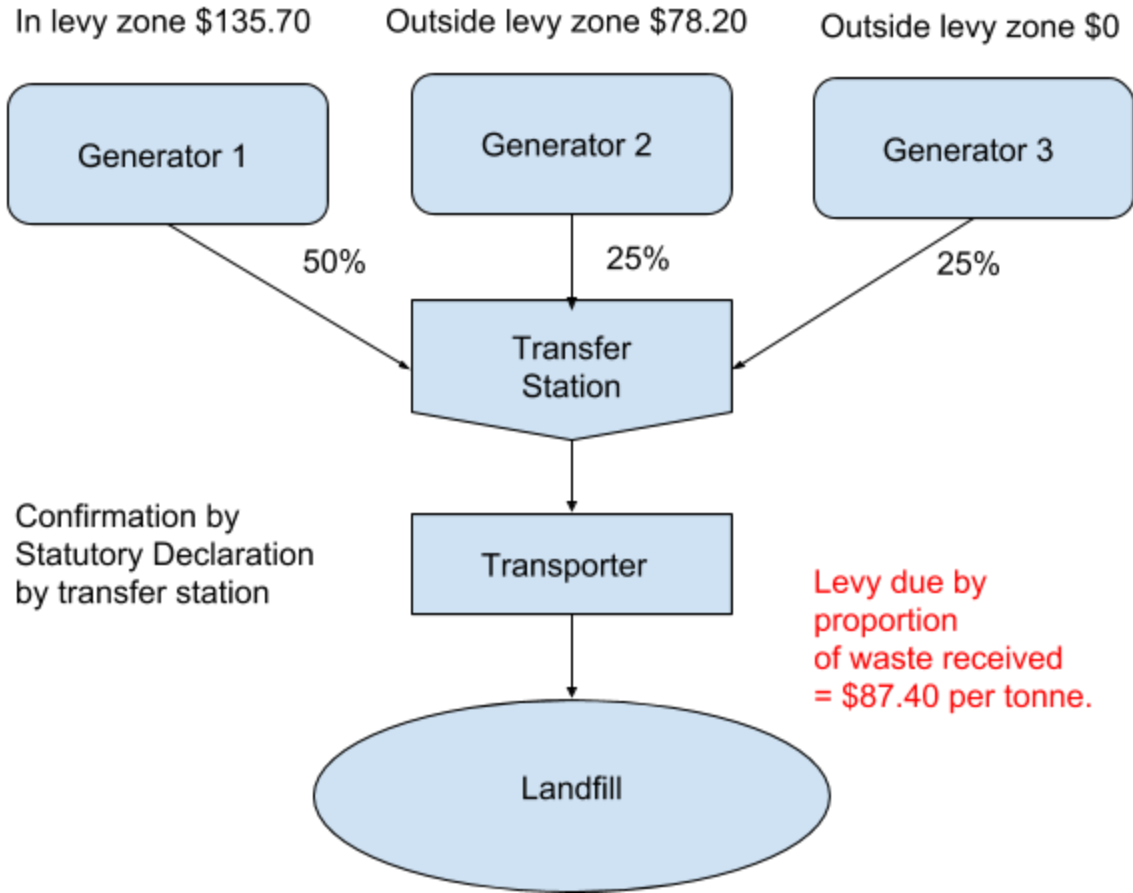 In levy zone $135.70
Outside levy zone $78.20
Outside levy zone $0
Generator 1
Generator 2
Generator 3
50%
25%
25%
Transfer
Station
Confirmation by
Statutory Declaration
by transfer station
Transporter
Levy due by
proportion
of waste received
= $87.40 per tonne.
Landfill